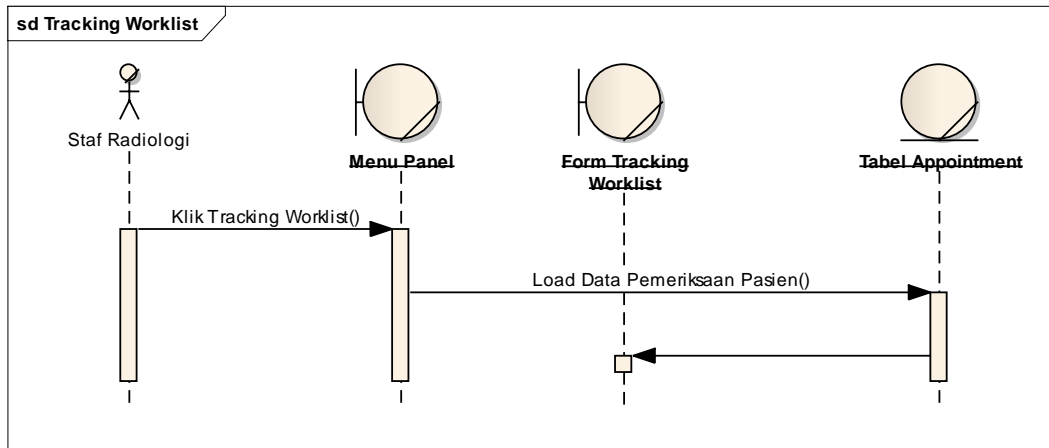 sd Tracking Worklist
Staf Radiologi
Menu Panel
Form Tracking
Worklist
Tabel Appointment
Klik Tracking Worklist()
Load Data Pemeriksaan Pasien()